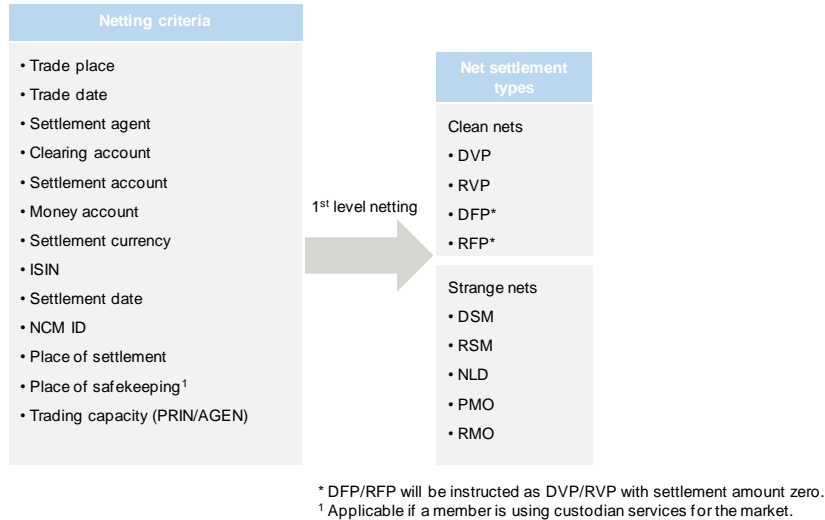 Netting criteria
• Trade place
• Trade date
• Settlement agent
• Clearing account
• Settlement account
• Money account
• Settlement currency
• ISIN
• Settlement date
• NCM ID
• Place of settlement
• Place of safekeeping¹
• Trading capacity (PRIN/AGEN)
1st level netting
Net settlement
types
Clean nets
• DVP
• RVP
• DFP*
• RFP*
Strange nets
• DSM
• RSM
• NLD
• PMO
• RMO
* DFP/RFP will be instructed as DVP/RVP with settlement amount zero.
¹ Applicable if a member is using custodian services for the market.